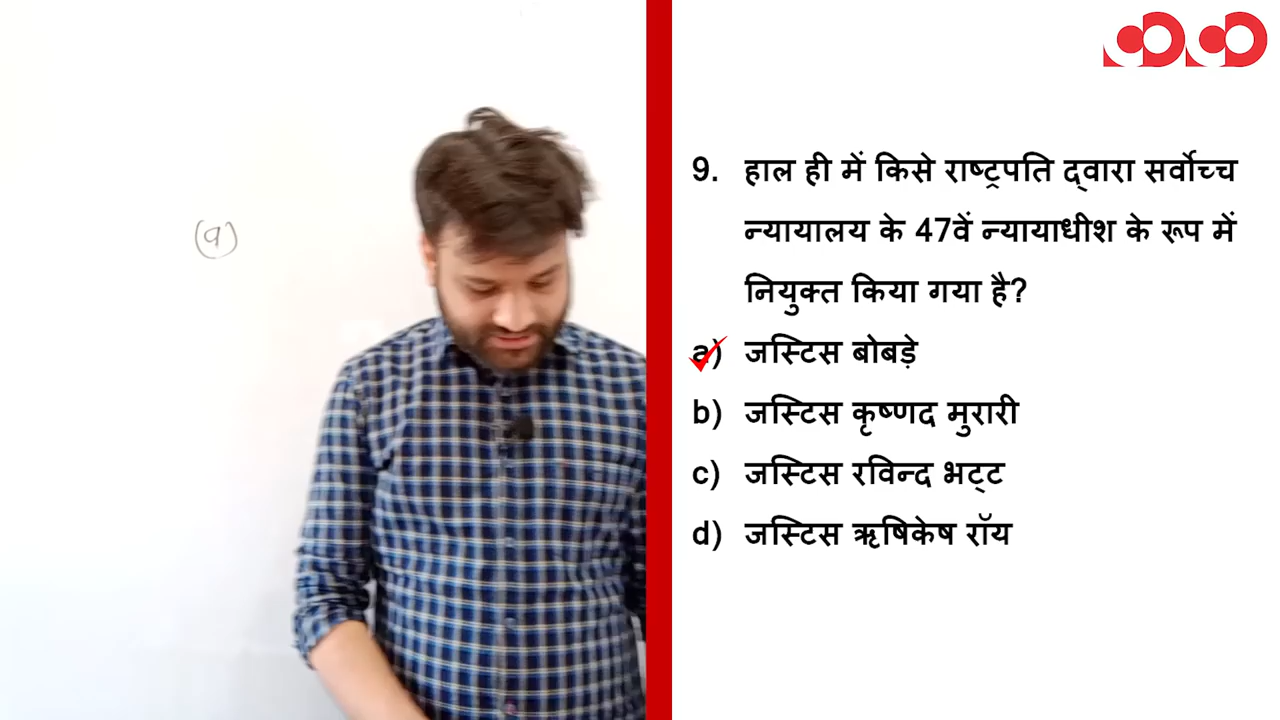 (9)
9. हाल ही में किसे राष्ट्रपति द्वारा सर्वोच्च
न्यायालय के 47वें न्यायाधीश के रूप में
नियुक्त किया गया है?
a) जस्टिस बोबड़े
b) जस्टिस कृष्णद मुरारी
c) जस्टिस रविन्द भट्ट
d) जस्टिस ऋषिकेष रॉय